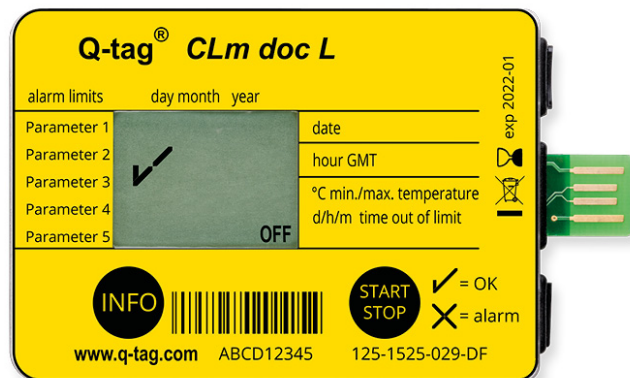 Q-tag® CLm doc L
alarm limits day month year
Parameter 1
Parameter 2
Parameter 3
Parameter 4
Parameter 5
OFF
date
hour GMT
°C min./max. temperature
d/h/m time out of limit
exp 2022-01
INFO
START
STOP
= OK
= alarm
www.q-tag.com ABCD12345 125-1525-029-DF